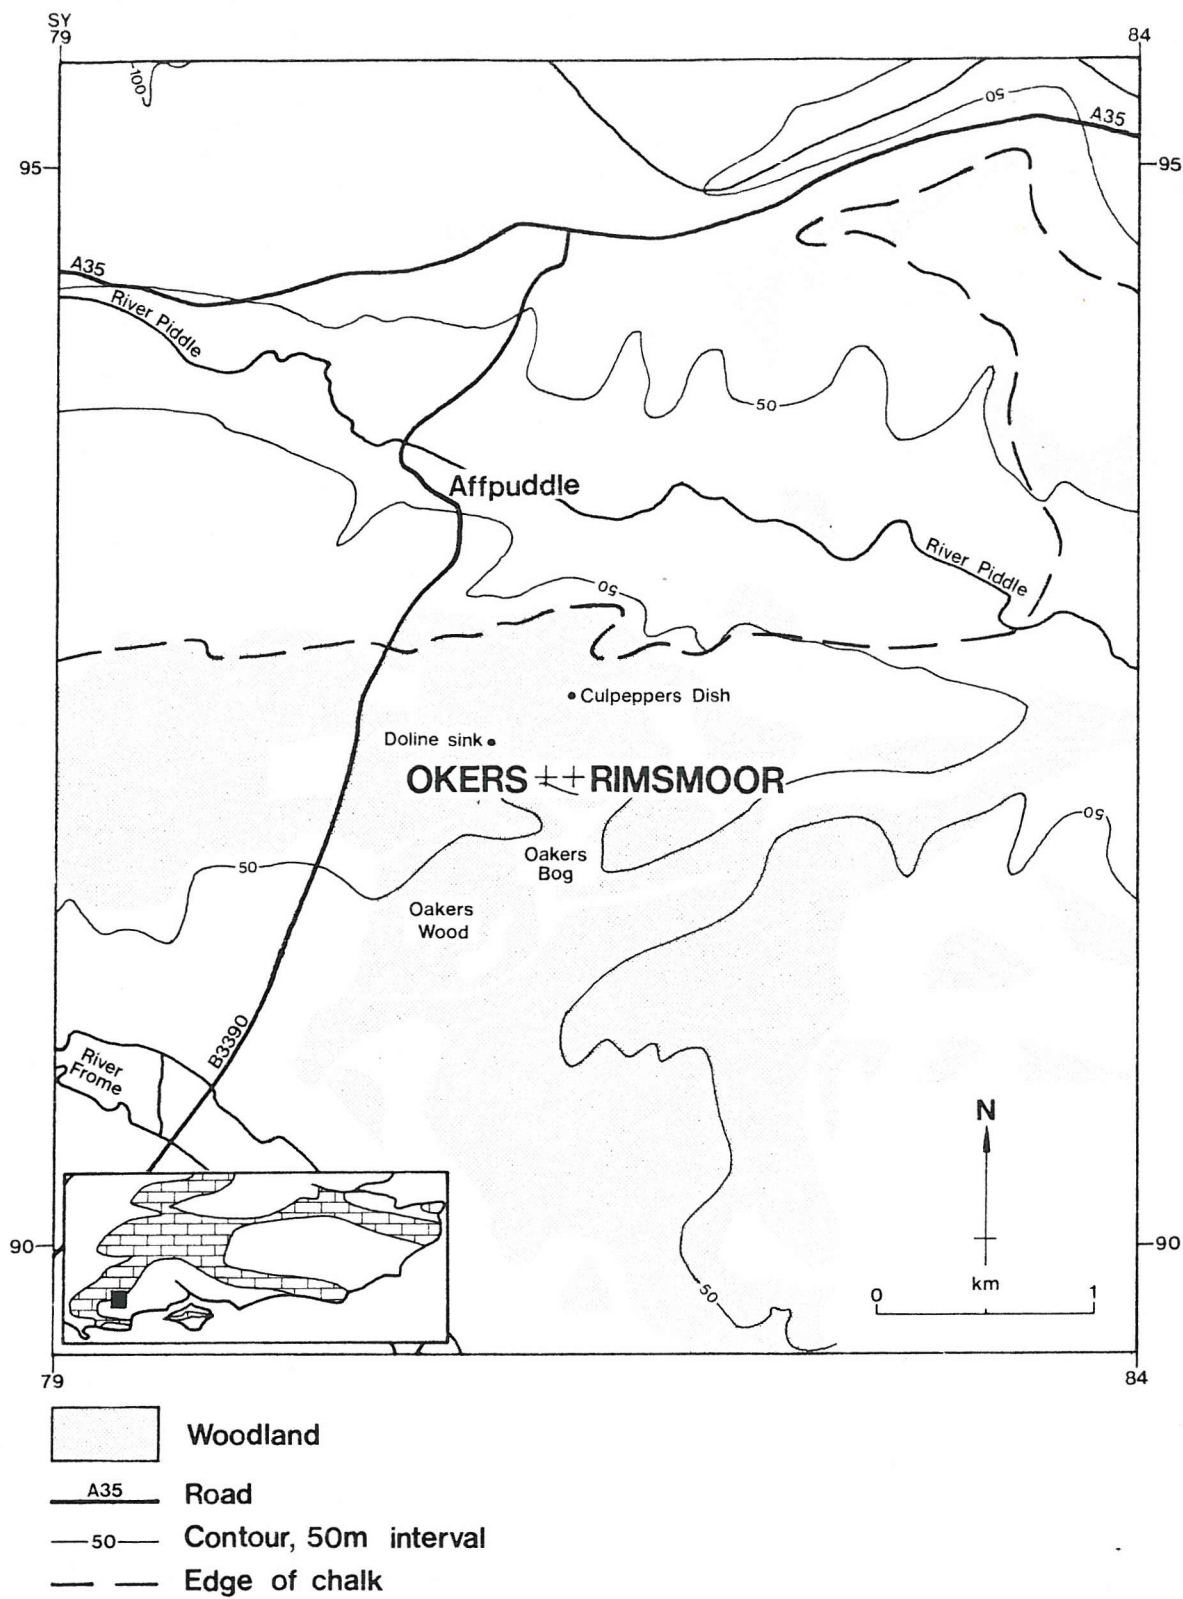 SY
79
84
100
50
A35
95
95
A35
River Piddle
50
Affpuddle
River Piddle
50
Culpeppers Dish
Doline sink
OKERS ++ RIMSMOOR
50
50
Oakers
Bog
Oakers
Wood
B3390
River
Frome
N
90
90
km
50
0
1
79
84
Woodland
A35
Road
50
Contour, 50m interval
Edge of chalk